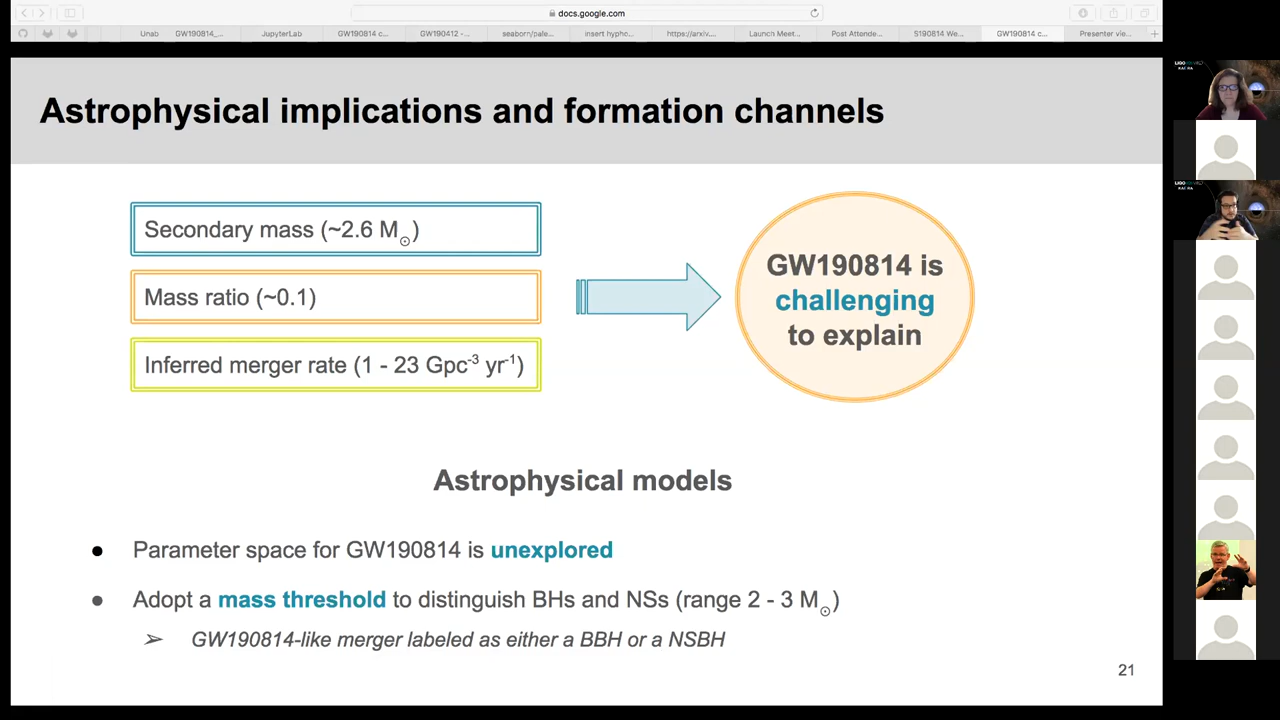 docs.google.com
Unab
GW190814_...
JupyterLab
GW190814 c...
GW190412 -...
seaborn/pale...
insert hypho...
https://arxiv....
Launch Meet...
Post Attende...
S190814 We...
GW190814 c...
Presenter vie...
Astrophysical implications and formation channels
Secondary mass (~2.6 M⊙)
Mass ratio (~0.1)
Inferred merger rate (1 - 23 Gpc⁻³ yr⁻¹)
GW190814 is
challenging
to explain
Astrophysical models
● Parameter space for GW190814 is unexplored
● Adopt a mass threshold to distinguish BHs and NSs (range 2 - 3 M⊙)
➢ GW190814-like merger labeled as either a BBH or a NSBH
21